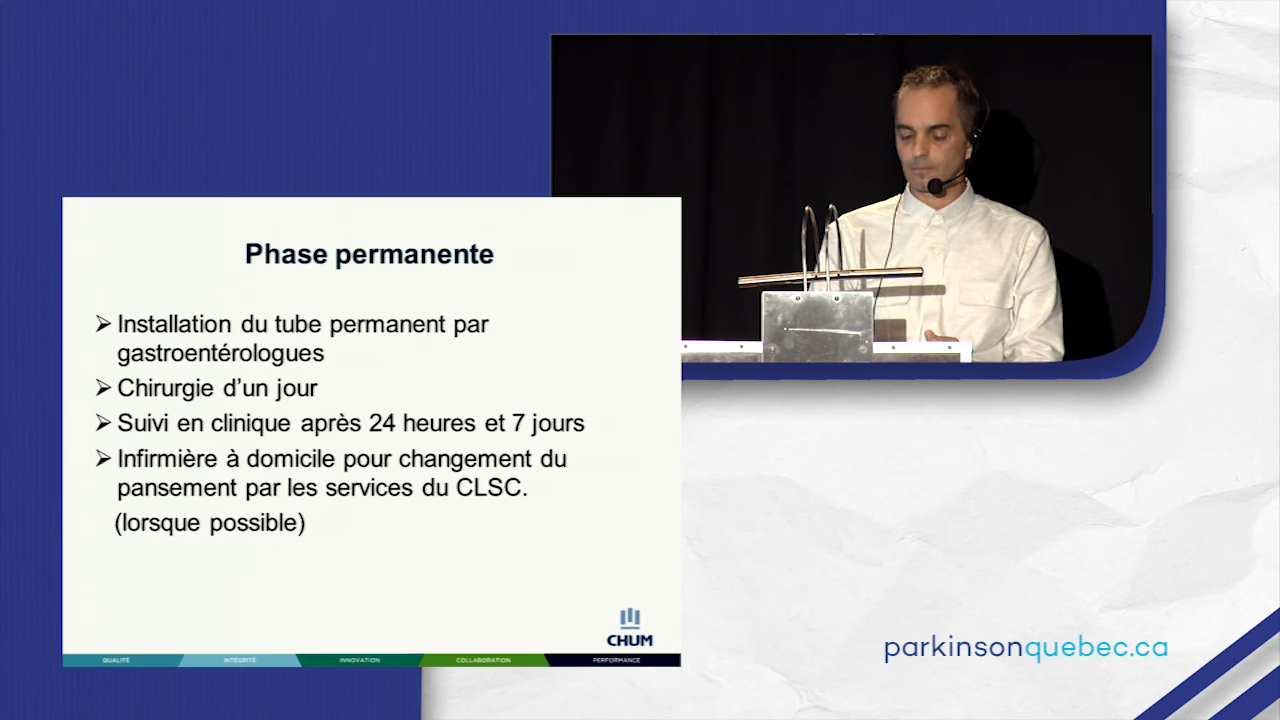 Phase permanente
➢ Installation du tube permanent par
gastroentérologues
➢ Chirurgie d’un jour
➢ Suivi en clinique après 24 heures et 7 jours
➢ Infirmière à domicile pour changement du
pansement par les services du CLSC.
(lorsque possible)
CHUM
QUALITÉ INTÉGRITÉ INNOVATION COLLABORATION PERFORMANCE
parkinsonquebec.ca